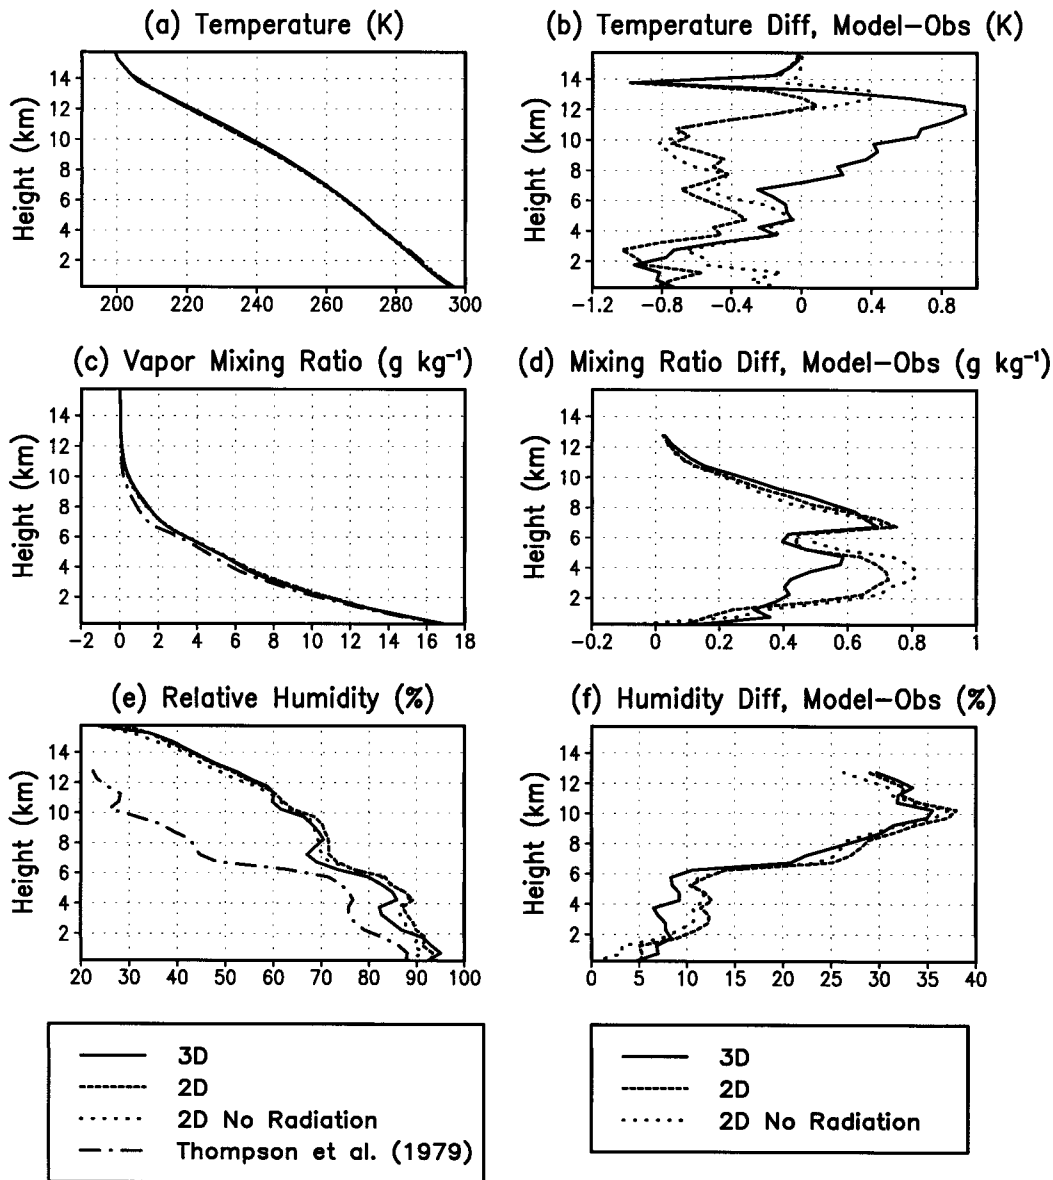 (a) Temperature (K)
Height (km)
14
12
10
8
6
4
2
200 220 240 260 280 300
(b) Temperature Diff, Model-Obs (K)
Height (km)
14
12
10
8
6
4
2
-1.2 -0.8 -0.4 0 0.4 0.8
(c) Vapor Mixing Ratio (g kg⁻¹)
Height (km)
14
12
10
8
6
4
2
-2 0 2 4 6 8 10 12 14 16 18
(d) Mixing Ratio Diff, Model-Obs (g kg⁻¹)
Height (km)
14
12
10
8
6
4
2
-0.2 0 0.2 0.4 0.6 0.8 1
(e) Relative Humidity (%)
Height (km)
14
12
10
8
6
4
2
20 30 40 50 60 70 80 90 100
(f) Humidity Diff, Model-Obs (%)
Height (km)
14
12
10
8
6
4
2
0 5 10 15 20 25 30 35 40
3D
2D
2D No Radiation
Thompson et al. (1979)
3D
2D
2D No Radiation